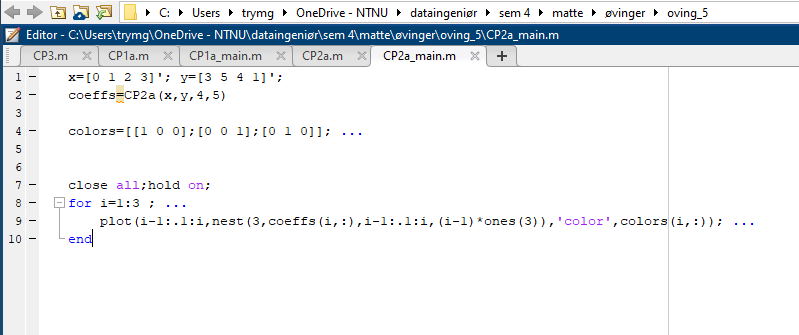 C: › Users › trymg › OneDrive - NTNU › dataingeniør › sem 4 › matte › øvinger › oving_5
Editor - C:\Users\trymg\OneDrive - NTNU\dataingeniør\sem 4\matte\øvinger\oving_5\CP2a_main.m
CP3.m CP1a.m CP1a_main.m CP2a.m CP2a_main.m
1 x=[0 1 2 3]'; y=[3 5 4 1]';
2 coeffs=CP2a(x,y,4,5)
3
4 colors=[[1 0 0];[0 0 1];[0 1 0]]; ...
5
6
7 close all;hold on;
8 for i=1:3 ; ...
9 plot(i-1:.1:i,nest(3,coeffs(i,:),i-1:.1:i,(i-1)*ones(3)),'color',colors(i,:)); ...
10 end